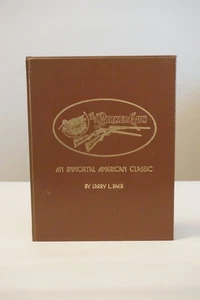 THE PARKER GUN
AN IMMORTAL AMERICAN CLASSIC
BY LARRY L. BAER